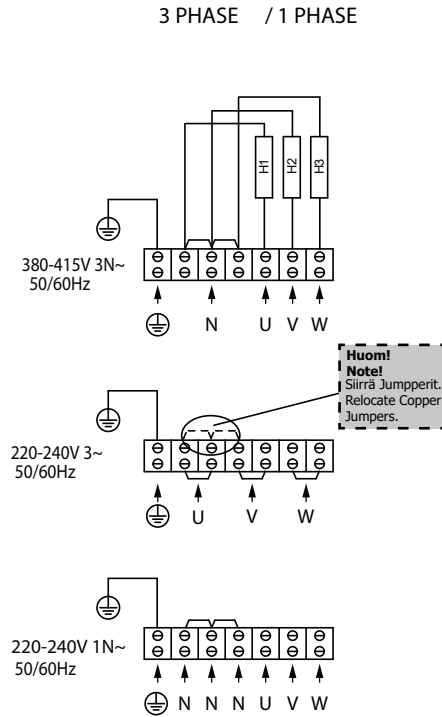 3 PHASE / 1 PHASE
H1 H2 H3
380-415V 3N~
50/60Hz
N U V W
Huom!
Note!
Siirrä Jumpperit.
Relocate Copper
Jumpers.
220-240V 3~
50/60Hz
U V W
220-240V 1N~
50/60Hz
N N N U V W